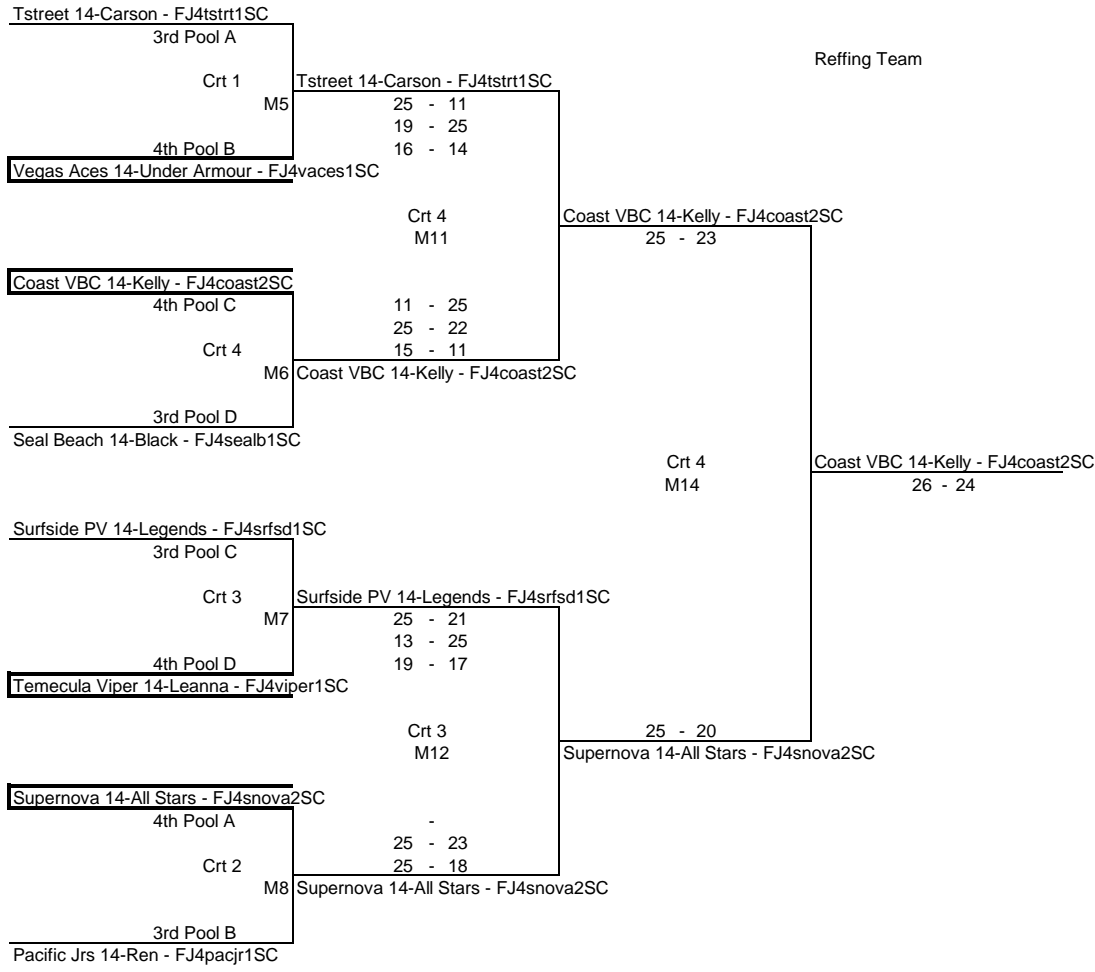 Tstreet 14-Carson - FJ4tstrt1SC
3rd Pool A
Reffing Team
Crt 1
Tstreet 14-Carson - FJ4tstrt1SC
M5
25 - 11
19 - 25
4th Pool B
16 - 14
Vegas Aces 14-Under Armour - FJ4vaces1SC
Crt 4
Coast VBC 14-Kelly - FJ4coast2SC
M11
25 - 23
Coast VBC 14-Kelly - FJ4coast2SC
4th Pool C
11 - 25
25 - 22
Crt 4
15 - 11
M6
Coast VBC 14-Kelly - FJ4coast2SC
3rd Pool D
Seal Beach 14-Black - FJ4sealb1SC
Crt 4
Coast VBC 14-Kelly - FJ4coast2SC
M14
26 - 24
Surfside PV 14-Legends - FJ4srfsd1SC
3rd Pool C
Crt 3
Surfside PV 14-Legends - FJ4srfsd1SC
M7
25 - 21
13 - 25
4th Pool D
19 - 17
Temecula Viper 14-Leanna - FJ4viper1SC
Crt 3
25 - 20
M12
Supernova 14-All Stars - FJ4snova2SC
Supernova 14-All Stars - FJ4snova2SC
4th Pool A
-
25 - 23
Crt 2
25 - 18
M8
Supernova 14-All Stars - FJ4snova2SC
3rd Pool B
Pacific Jrs 14-Ren - FJ4pacjr1SC